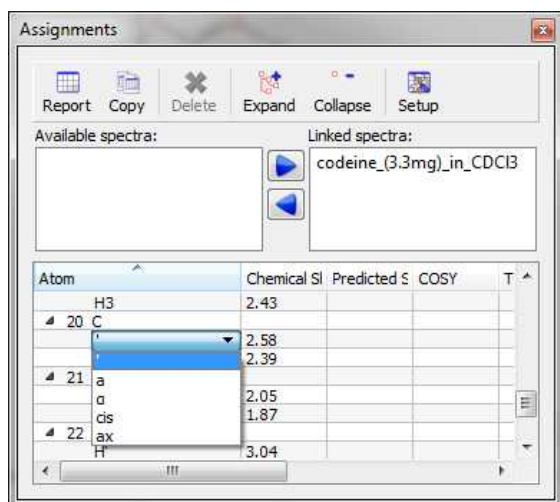 Assignments
Report Copy Delete Expand Collapse Setup
Available spectra: Linked spectra:
codeine_(3.3mg)_in_CDCl3
Atom Chemical Sl Predicted S COSY T
H3 2.43
20 C
' 2.58
' 2.39
21
a 2.05
α
cis 1.87
22
ax
H' 3.04